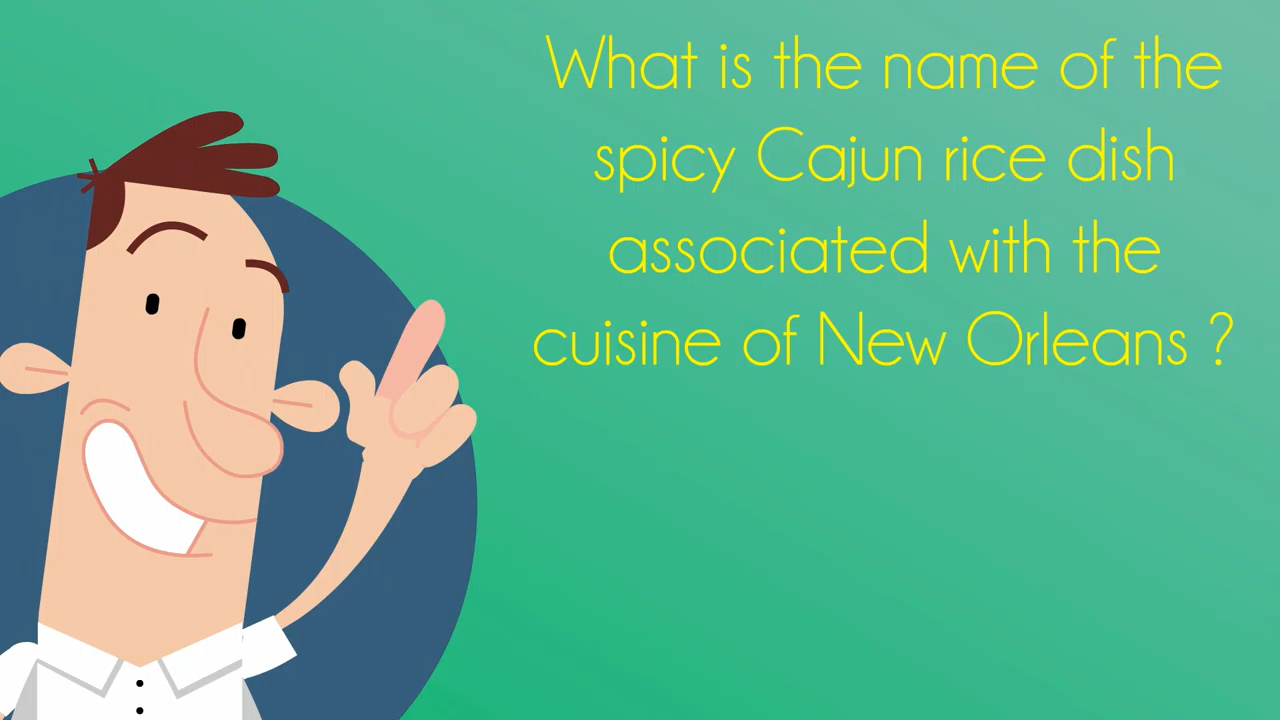 What is the name of the
spicy Cajun rice dish
associated with the
cuisine of New Orleans ?